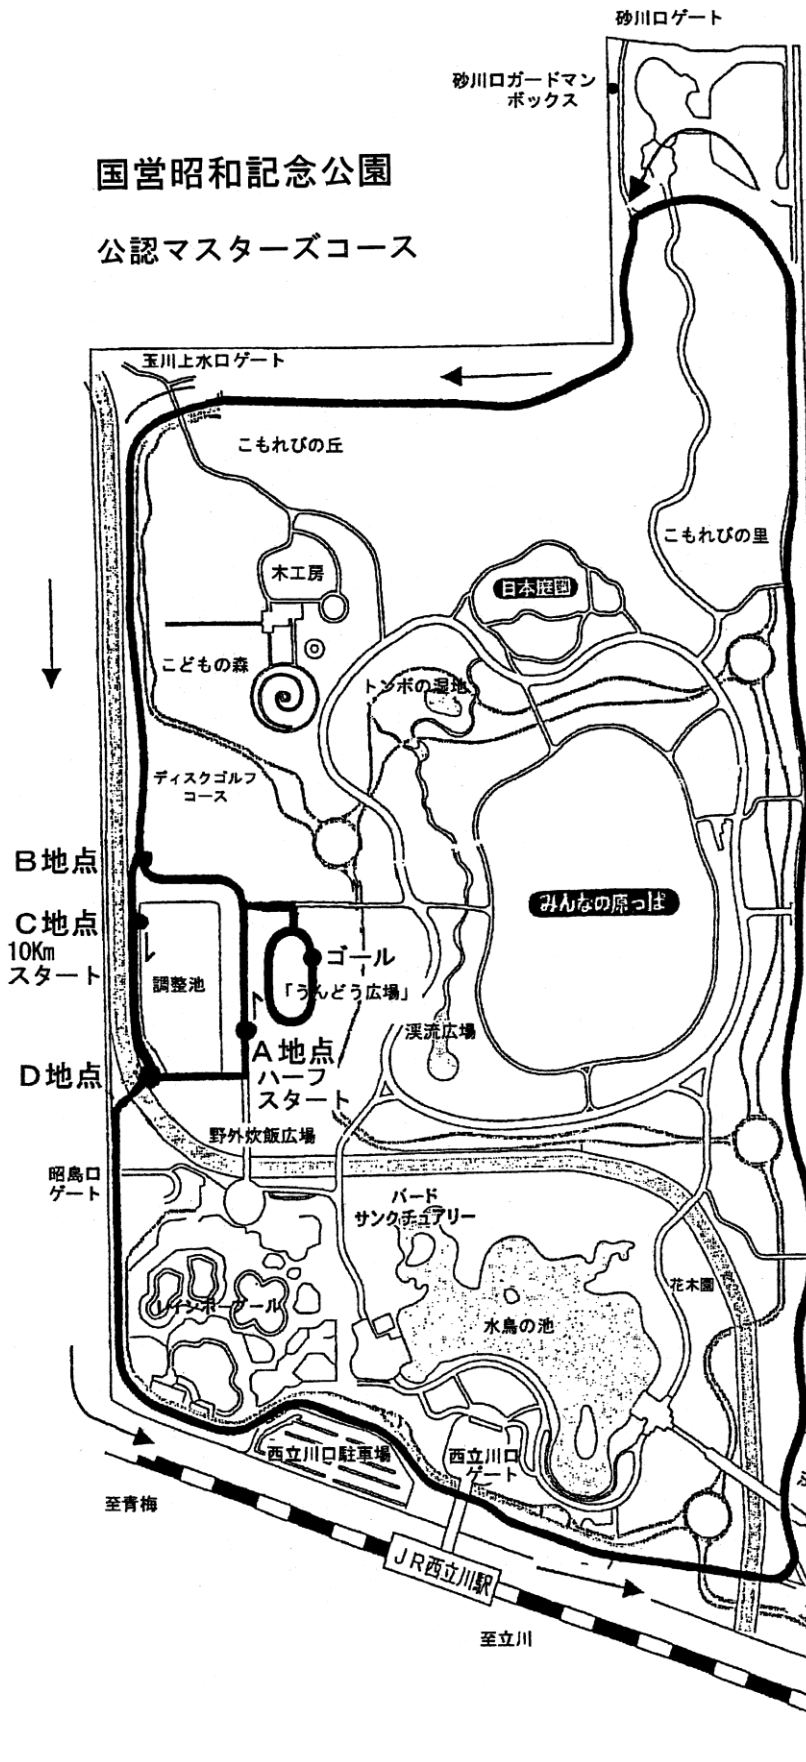 砂川口ゲート
砂川口ガードマン
ボックス
国営昭和記念公園
公認マスターズコース
玉川上水口ゲート
こもれびの丘
こもれびの里
木工房
日本庭園
こどもの森
トンボの湿地
ディスクゴルフ
コース
B地点
みんなの原っぱ
C地点
10Km
スタート
調整池
ゴール
「うんどう広場」
渓流広場
A地点
ハーフ
スタート
D地点
野外炊飯広場
昭島口
ゲート
バード
サンクチュアリー
花木園
レインボープール
水鳥の池
西立川口駐車場
西立川口
ゲート
至青梅
JR西立川駅
至立川